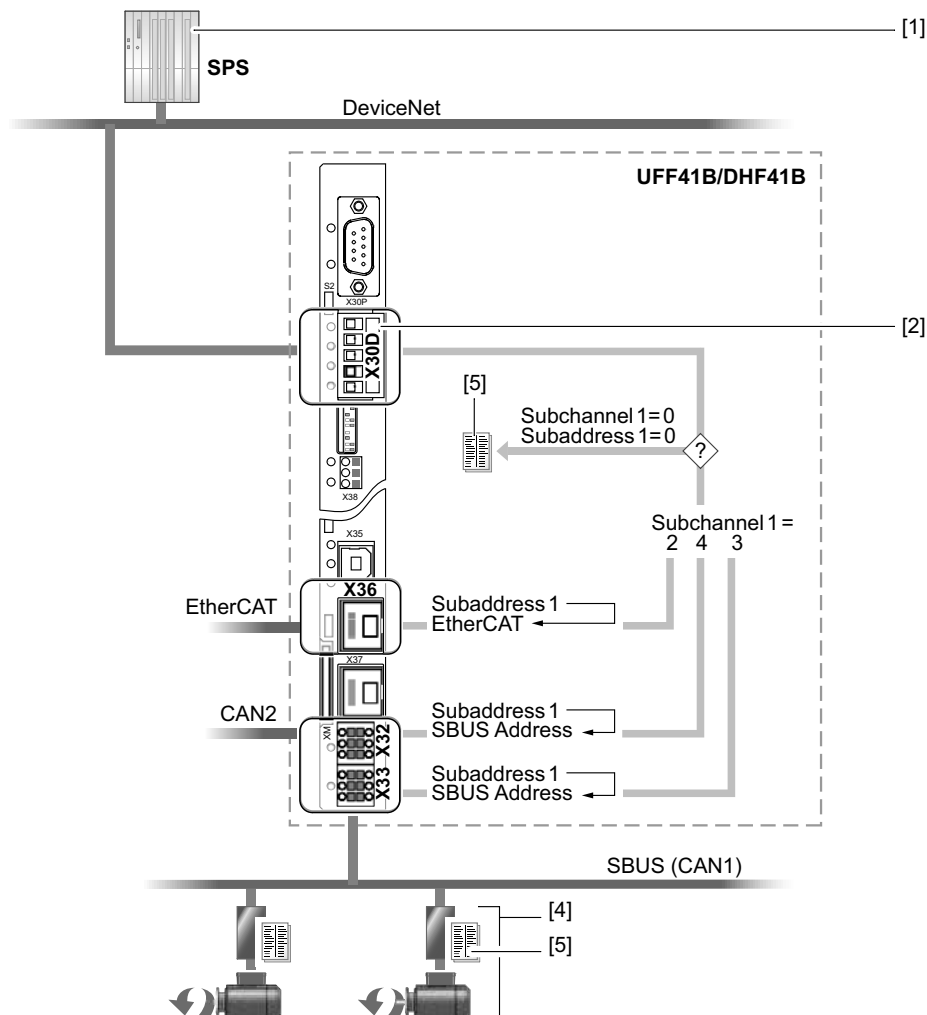 [1]
SPS
DeviceNet
UFF41B/DHF41B
S2
X30P
X30D
[2]
[5]
Subchannel 1=0
Subaddress 1=0
?
X38
Subchannel 1 =
2 4 3
X35
X36
EtherCAT
Subaddress 1
EtherCAT
X37
CAN2
XM
X32
Subaddress 1
SBUS Address
X33
Subaddress 1
SBUS Address
SBUS (CAN1)
[4]
[5]